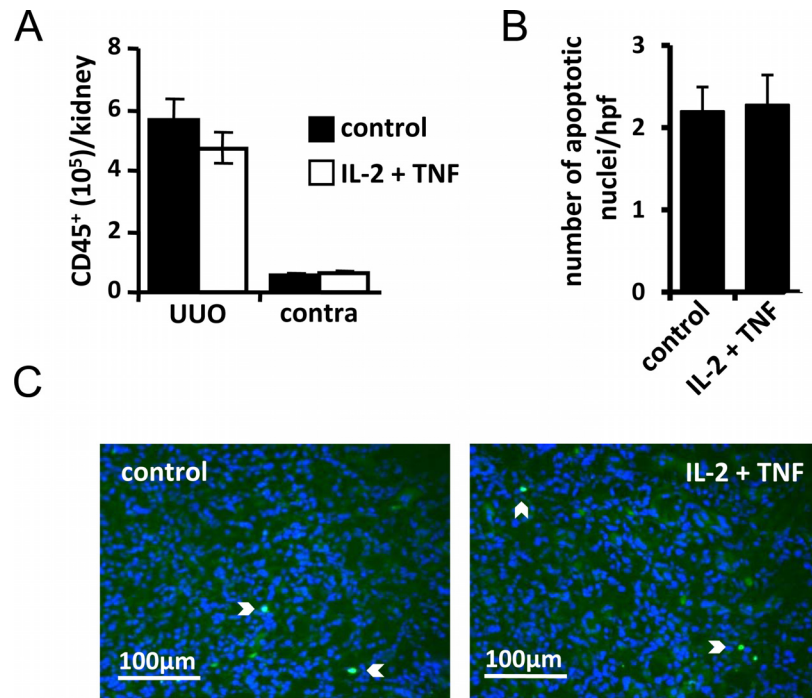 A
CD45⁺ (10⁵)/kidney
8
6
4
2
0
UUO
contra
control
IL-2 + TNF
B
number of apoptotic
nuclei/hpf
3
2
1
0
control
IL-2 + TNF
C
control
100µm
IL-2 + TNF
100µm